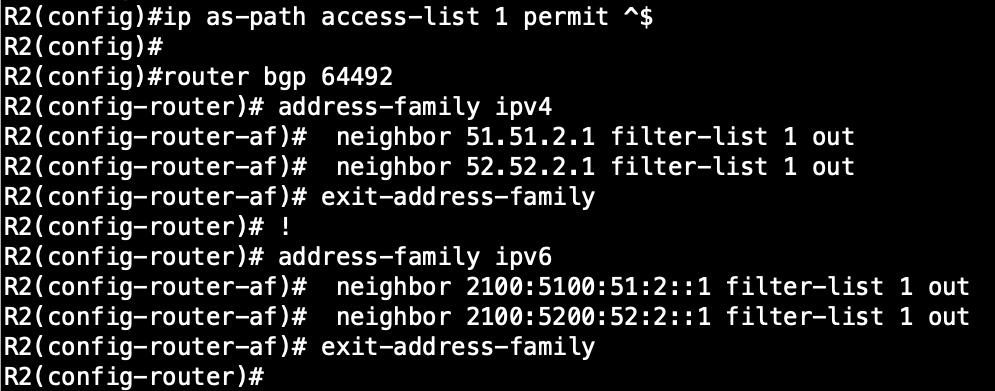 R2(config)#ip as-path access-list 1 permit ^$
R2(config)#
R2(config)#router bgp 64492
R2(config-router)# address-family ipv4
R2(config-router-af)#  neighbor 51.51.2.1 filter-list 1 out
R2(config-router-af)#  neighbor 52.52.2.1 filter-list 1 out
R2(config-router-af)# exit-address-family
R2(config-router)# !
R2(config-router)# address-family ipv6
R2(config-router-af)#  neighbor 2100:5100:51:2::1 filter-list 1 out
R2(config-router-af)#  neighbor 2100:5200:52:2::1 filter-list 1 out
R2(config-router-af)# exit-address-family
R2(config-router)#